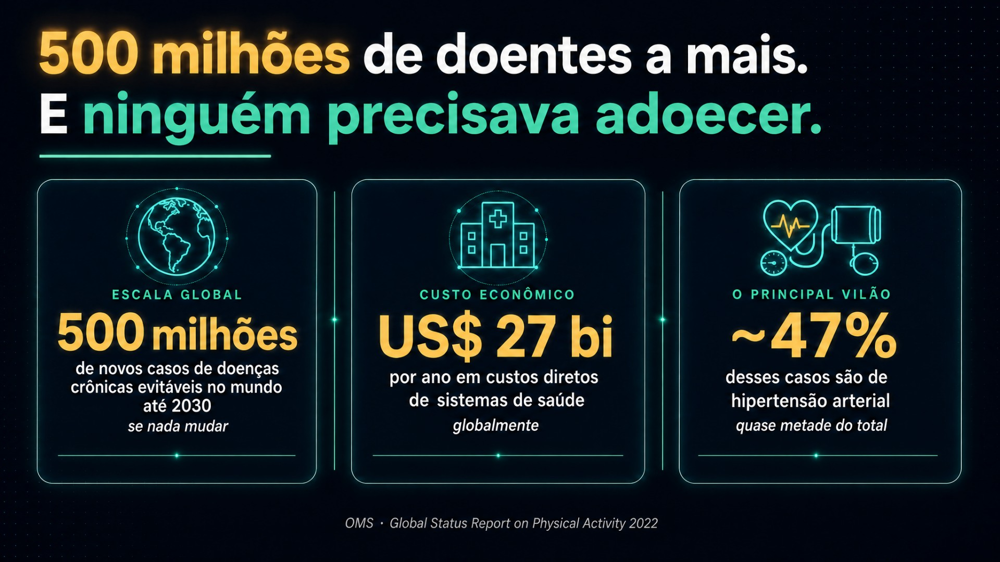 500 milhões de doentes a mais.
E ninguém precisava adoecer.
ESCALA GLOBAL
500 milhões
de novos casos de doenças
crônicas evitáveis no mundo
até 2030
se nada mudar
CUSTO ECONÔMICO
US$ 27 bi
por ano em custos diretos
de sistemas de saúde
globalmente
O PRINCIPAL VILÃO
~47%
desses casos são de
hipertensão arterial
quase metade do total
OMS · Global Status Report on Physical Activity 2022